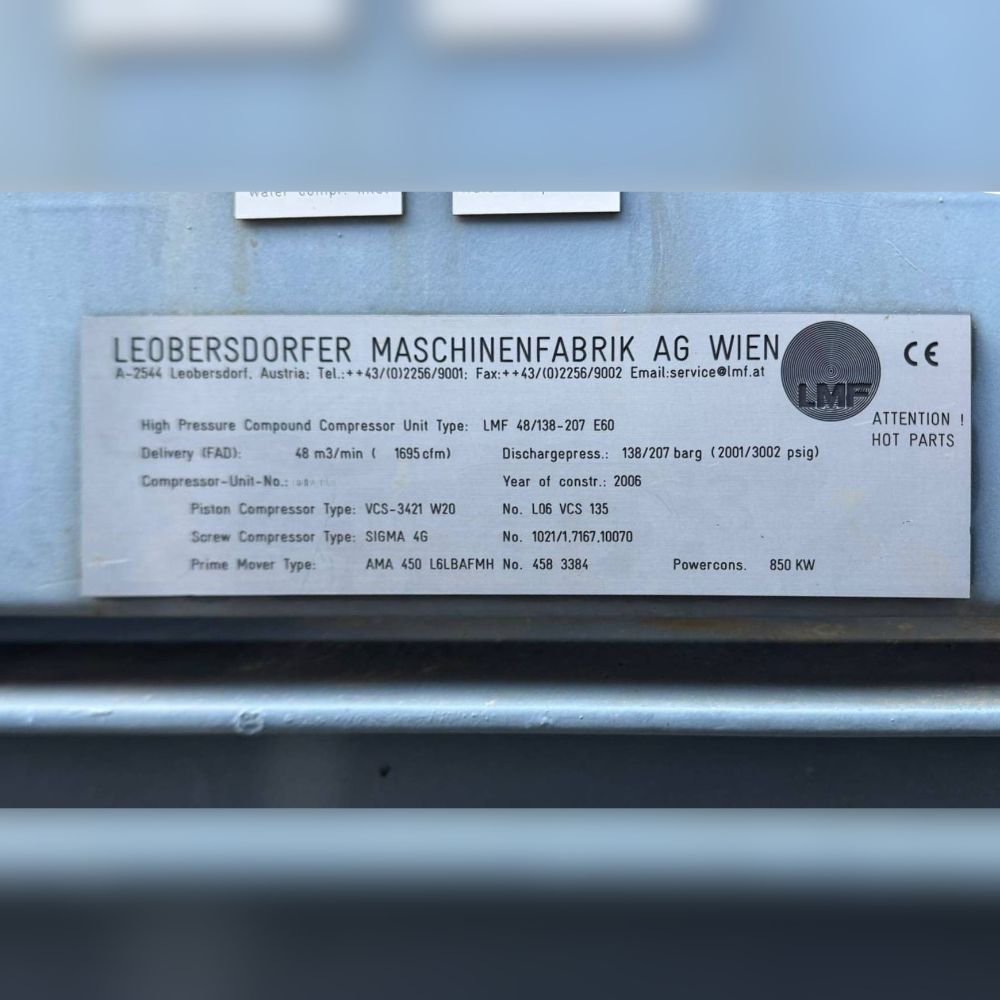 water compr. inlet
LEOBERSDORFER MASCHINENFABRIK AG WIEN
A-2544 Leobersdorf, Austria; Tel.:++43/(0)2256/9001; Fax:++43/(0)2256/9002 Email:service@lmf.at
LMF
CE
ATTENTION !
HOT PARTS
High Pressure Compound Compressor Unit Type: LMF 48/138-207 E60
Delivery (FAD): 48 m3/min ( 1695 cfm) Dischargepress.: 138/207 barg (2001/3002 psig)
Compressor-Unit-No.: Year of constr.: 2006
Piston Compressor Type: VCS-3421 W20 No. L06 VCS 135
Screw Compressor Type: SIGMA 4G No. 1021/1.7167.10070
Prime Mover Type: AMA 450 L6LBAFMH No. 458 3384 Powercons. 850 KW